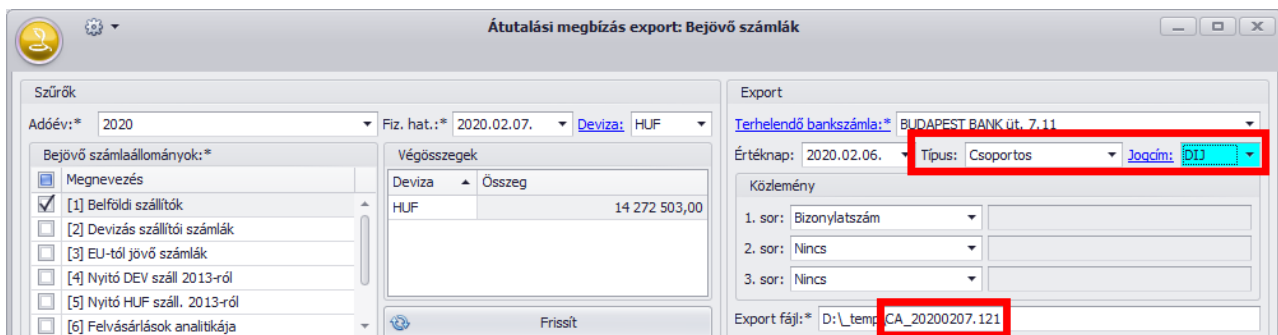 Átutalási megbízás export: Bejövő számlák
Szűrők
Adóév:* 2020 Fiz. hat.:* 2020.02.07. Deviza: HUF
Bejövő számlaállományok:*
Megnevezés
[1] Belföldi szállítók
[2] Devizás szállítói számlák
[3] EU-tól jövő számlák
[4] Nyitó DEV száll 2013-ról
[5] Nyitó HUF száll. 2013-ról
[6] Felvásárlások analitikája
Végösszegek
Deviza Összeg
HUF 14 272 503,00
Frissít
Export
Terhelendő bankszámla:* BUDAPEST BANK üt. 7.11
Értéknap: 2020.02.06. Típus: Csoportos Jogcím: DIJ
Közlemény
1. sor: Bizonylatszám
2. sor: Nincs
3. sor: Nincs
Export fájl:* D:\_temp\CA_20200207.121